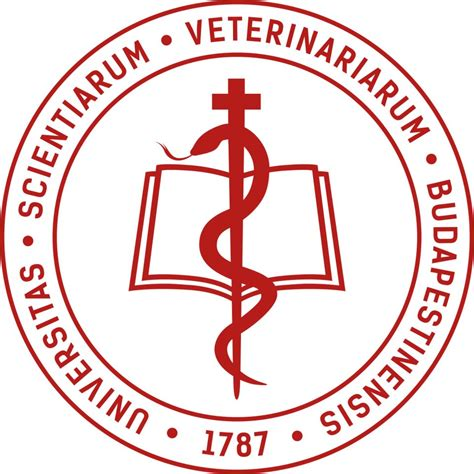 UNIVERSITAS • SCIENTIARUM • VETERINARIARUM • BUDAPESTINENSIS
• 1787 •